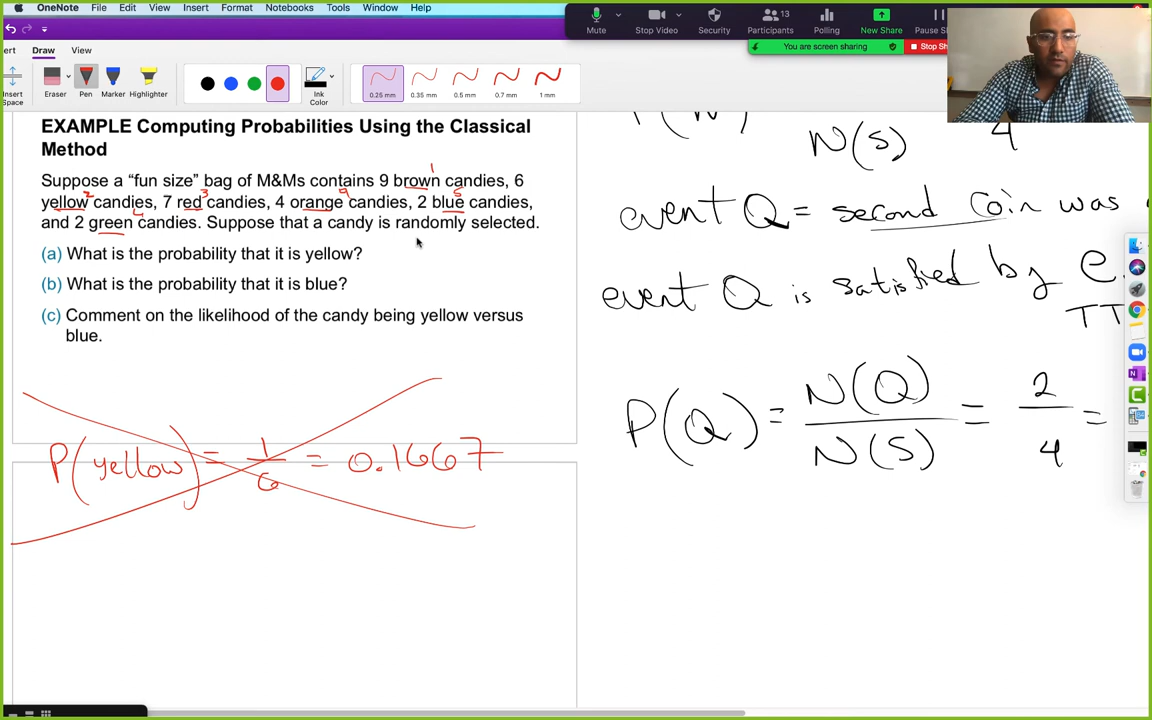 OneNote File Edit View Insert Format Notebooks Tools Window Help
Mute Stop Video Security Participants 13 Polling New Share Pause
You are screen sharing Stop
ert Draw View
Insert Space Eraser Pen Marker Highlighter Ink Color 0.25 mm 0.35 mm 0.5 mm 0.7 mm 1 mm
EXAMPLE Computing Probabilities Using the Classical
Method
Suppose a “fun size” bag of M&Ms contains 9 brown candies, 6
yellow candies, 7 red candies, 4 orange candies, 2 blue candies,
and 2 green candies. Suppose that a candy is randomly selected.
(a) What is the probability that it is yellow?
(b) What is the probability that it is blue?
(c) Comment on the likelihood of the candy being yellow versus
blue.
P(yellow) = 1/6 = 0.1667
N(S) 4
event Q = second coin was
event Q is satisfied by
TT
P(Q) = N(Q)/N(S) = 2/4 =